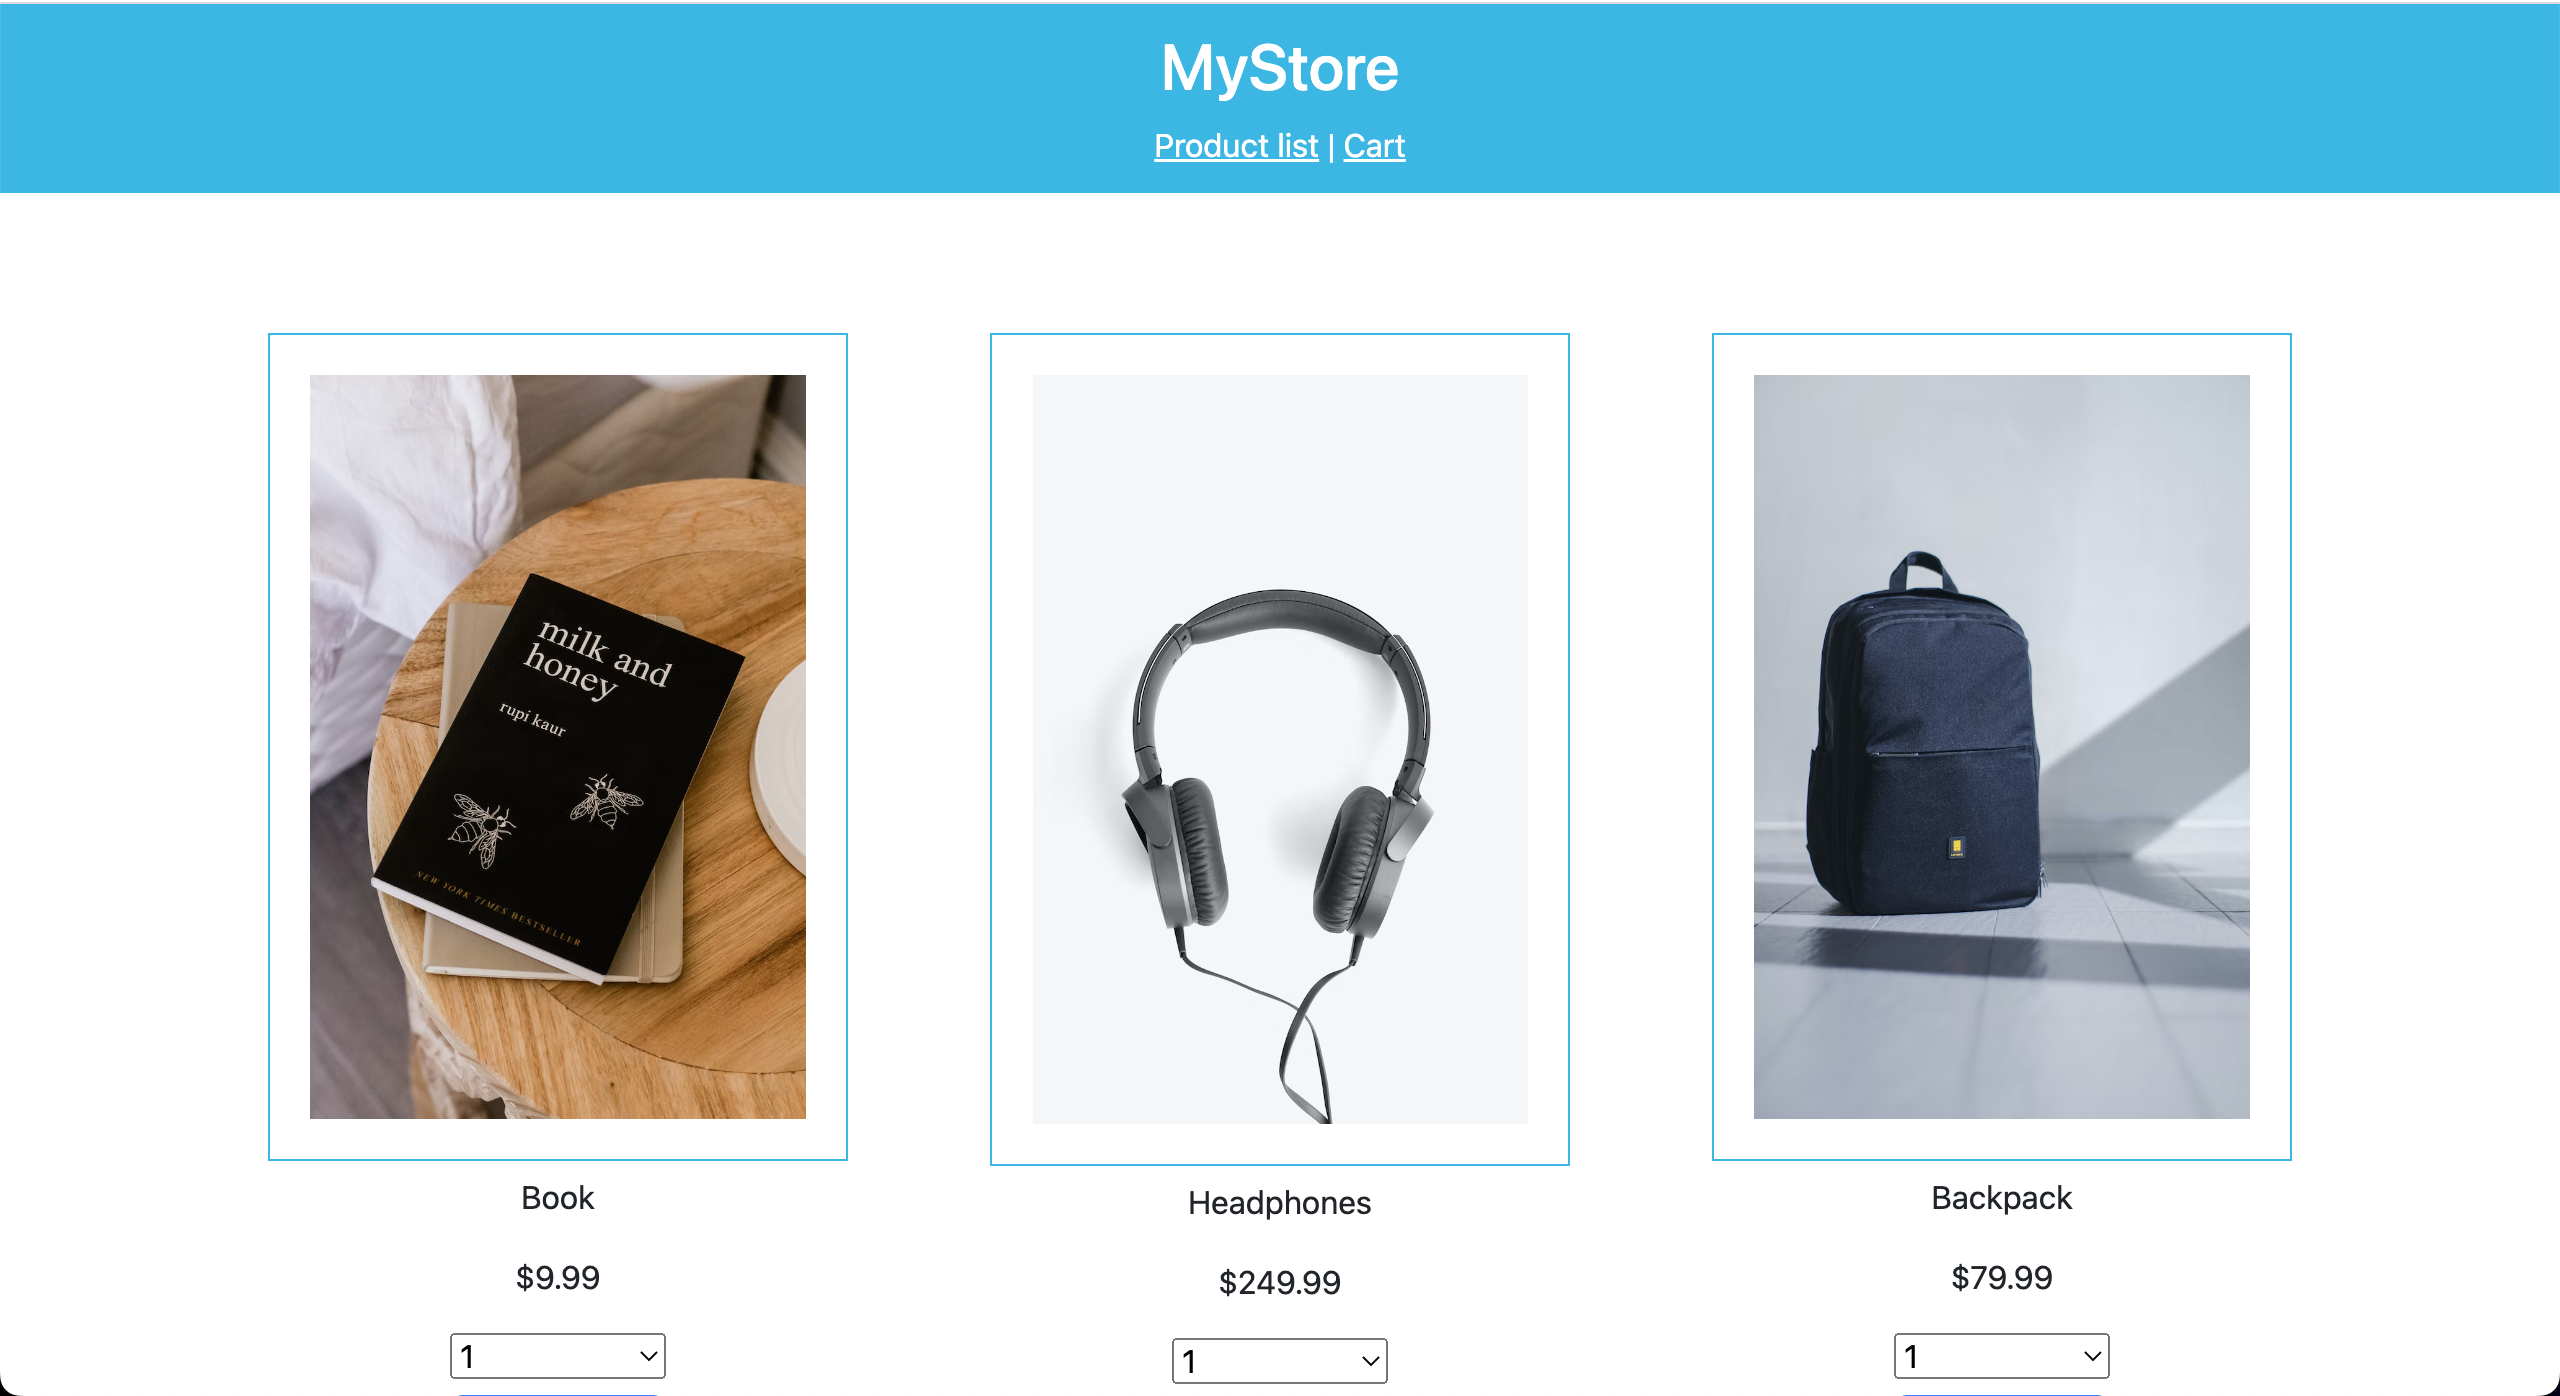 MyStore
Product list | Cart
milk and
honey
rupi kaur
NEW YORK TIMES BESTSELLER
Book
$9.99
1
Headphones
$249.99
1
Backpack
$79.99
1